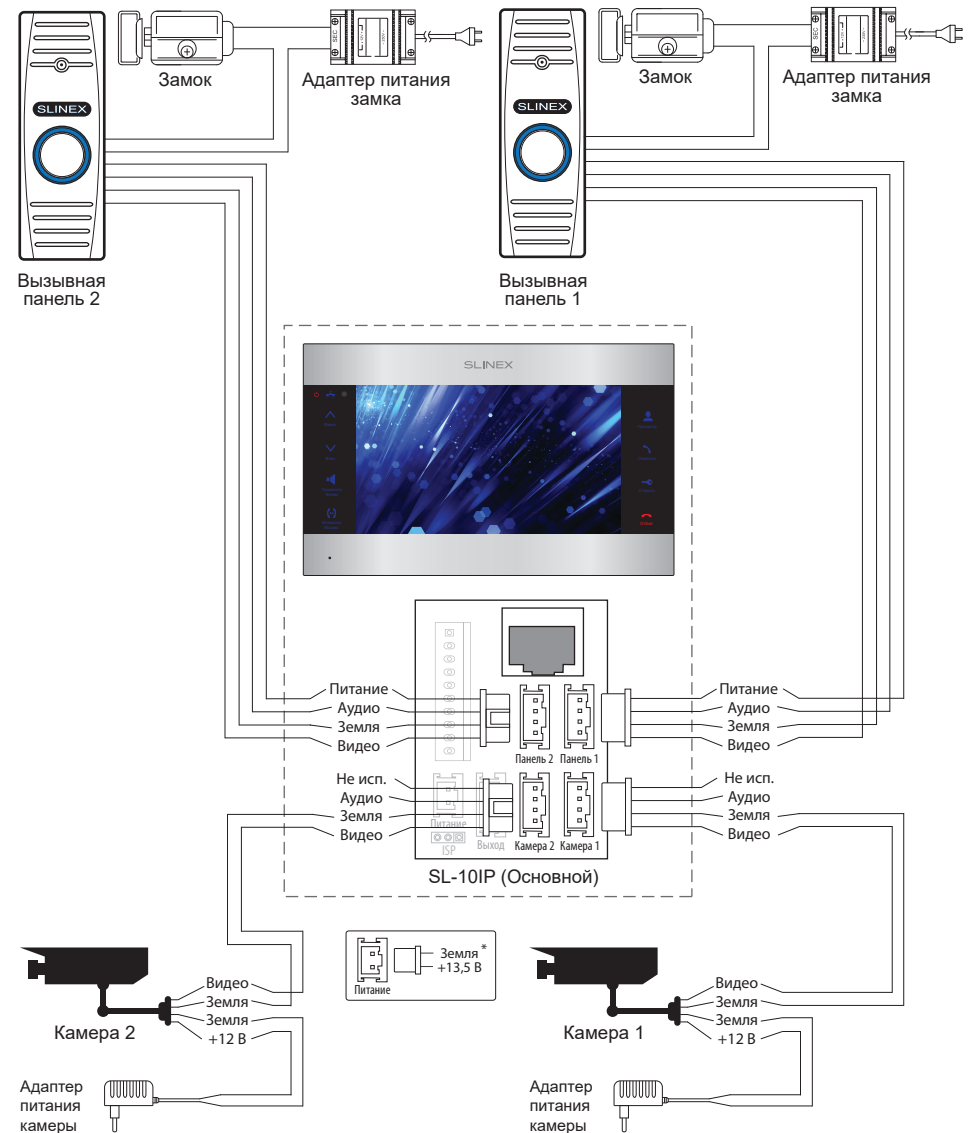 Замок
Адаптер питания
замка
Замок
Адаптер питания
замка
SLINEX
SLINEX
SEC
SEC
Вызывная
панель 2
Вызывная
панель 1
SLINEX
Питание
Аудио
Земля
Видео
Питание
Аудио
Земля
Видео
Панель 2
Панель 1
Не исп.
Аудио
Земля
Видео
Не исп.
Аудио
Земля
Видео
Питание
ISP
Выход
Камера 2
Камера 1
SL-10IP (Основной)
Земля *
+13,5 В
Питание
Видео
Земля
Земля
+12 В
Камера 2
Видео
Земля
Земля
+12 В
Камера 1
Адаптер
питания
камеры
Адаптер
питания
камеры